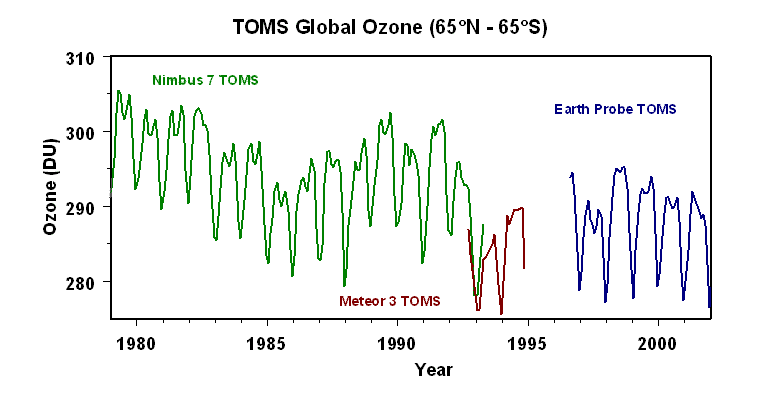 TOMS Global Ozone (65°N - 65°S)
310
300
290
280
Ozone (DU)
Nimbus 7 TOMS
Earth Probe TOMS
Meteor 3 TOMS
1980
1985
1990
1995
2000
Year